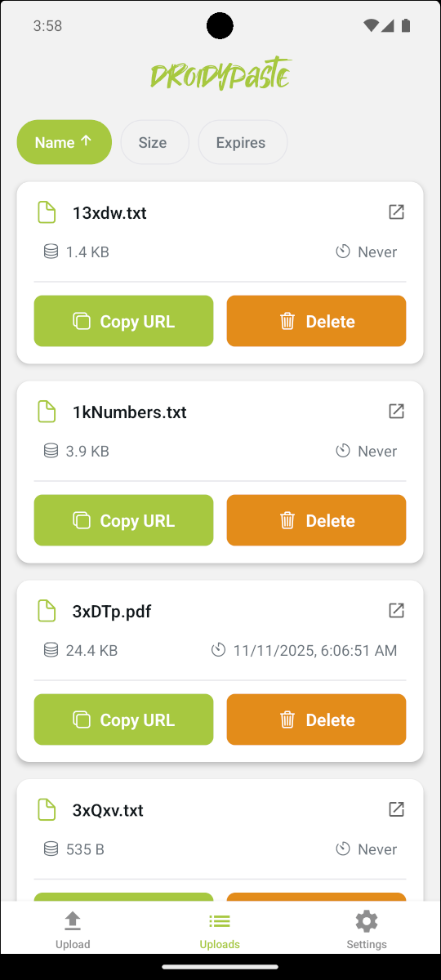 3:58
DROIDYPASTE
Name ↑ Size Expires
13xdw.txt
1.4 KB Never
Copy URL Delete
1kNumbers.txt
3.9 KB Never
Copy URL Delete
3xDTp.pdf
24.4 KB 11/11/2025, 6:06:51 AM
Copy URL Delete
3xQxv.txt
535 B Never
Upload Uploads Settings